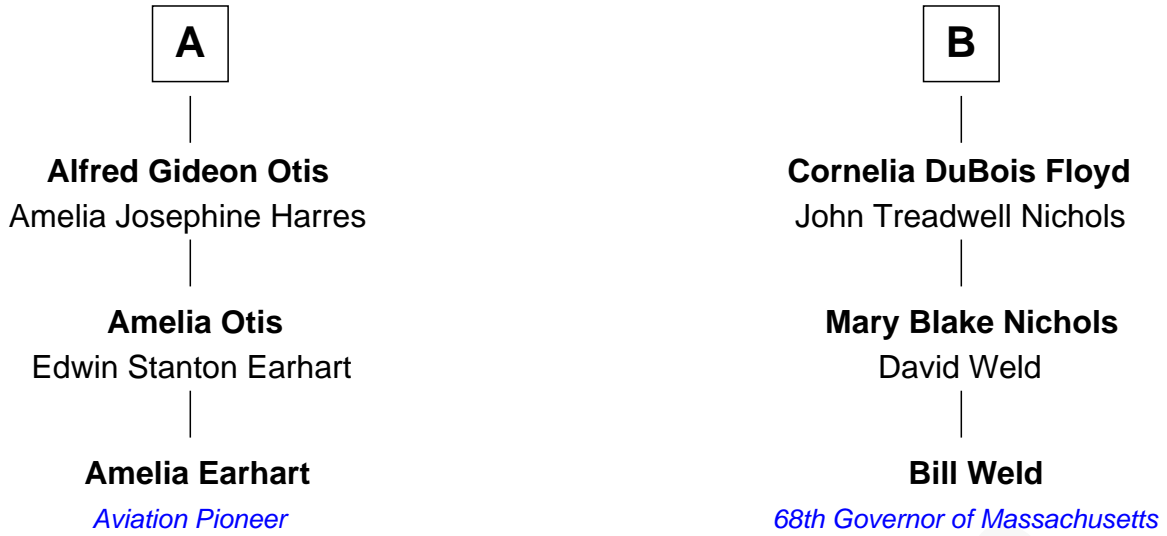 A
Alfred Gideon Otis
Amelia Josephine Harres
Amelia Otis
Edwin Stanton Earhart
Amelia Earhart
Aviation Pioneer
B
Cornelia DuBois Floyd
John Treadwell Nichols
Mary Blake Nichols
David Weld
Bill Weld
68th Governor of Massachusetts